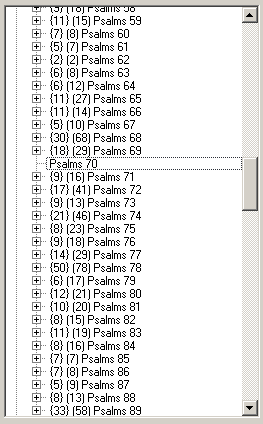 {9} (18) Psalms 58
{11} (15) Psalms 59
{7} (8) Psalms 60
{5} (7) Psalms 61
{2} (2) Psalms 62
{6} (8) Psalms 63
{6} (12) Psalms 64
{11} (27) Psalms 65
{11} (14) Psalms 66
{5} (10) Psalms 67
{30} (68) Psalms 68
{18} (29) Psalms 69
Psalms 70
{9} (16) Psalms 71
{17} (41) Psalms 72
{9} (13) Psalms 73
{21} (46) Psalms 74
{8} (23) Psalms 75
{9} (18) Psalms 76
{14} (29) Psalms 77
{50} (78) Psalms 78
{6} (17) Psalms 79
{12} (21) Psalms 80
{10} (20) Psalms 81
{8} (15) Psalms 82
{11} (19) Psalms 83
{8} (16) Psalms 84
{7} (7) Psalms 85
{7} (8) Psalms 86
{5} (9) Psalms 87
{8} (13) Psalms 88
{33} (58) Psalms 89